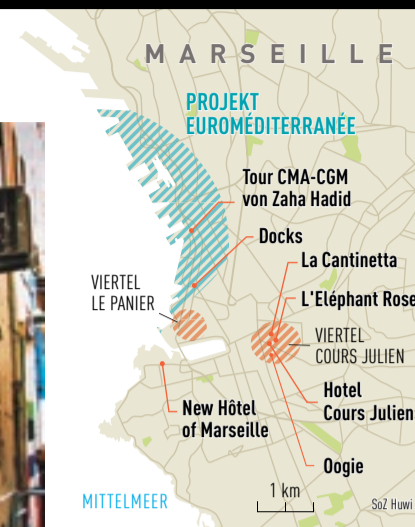 MARSEILLE
PROJEKT
EUROMÉDITERRANÉE
Tour CMA-CGM
von Zaha Hadid
Docks
La Cantinetta
L'Eléphant Rose
VIERTEL
LE PANIER
VIERTEL
COURS JULIEN
Hotel
Cours Julien
New Hôtel
of Marseille
Oogie
MITTELMEER
1 km
SoZ Huwi